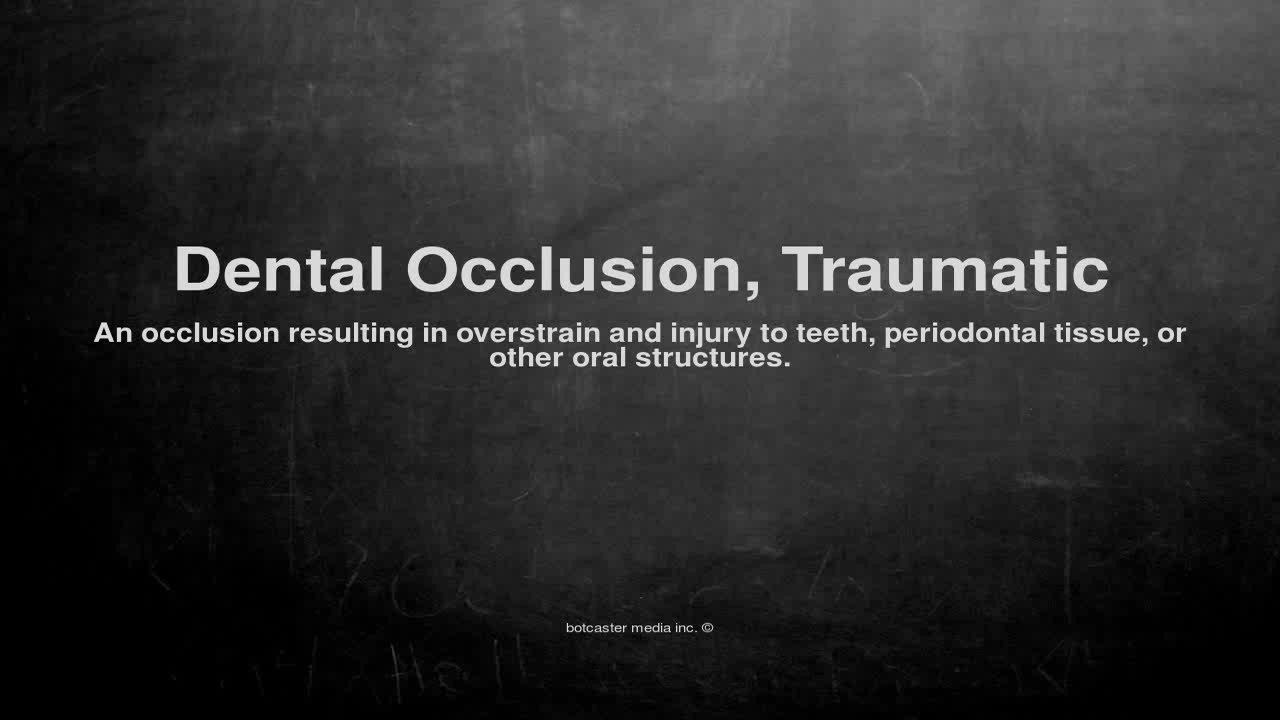 Dental Occlusion, Traumatic
An occlusion resulting in overstrain and injury to teeth, periodontal tissue, or
other oral structures.
botcaster media inc. ©